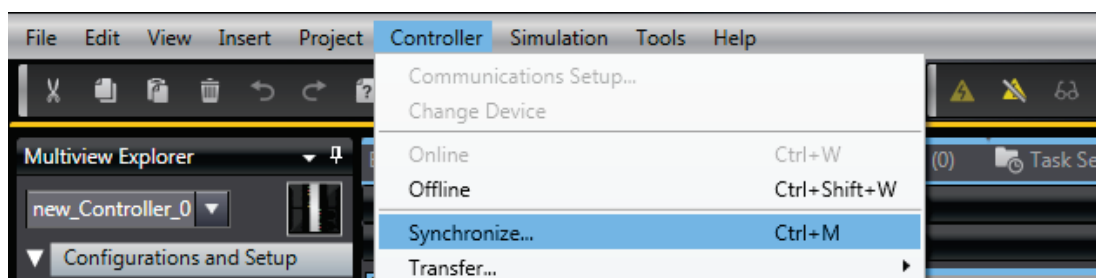 File Edit View Insert Project Controller Simulation Tools Help
Communications Setup...
Change Device
Multiview Explorer
Online Ctrl+W
(0) Task Se
Offline Ctrl+Shift+W
new_Controller_0
Synchronize... Ctrl+M
Configurations and Setup
Transfer...